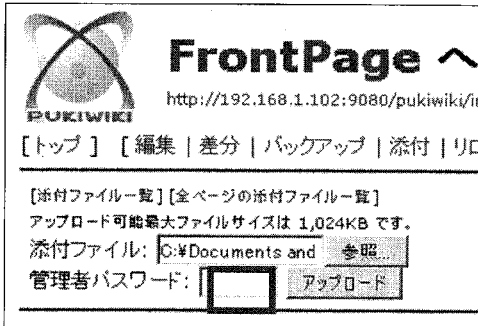 FrontPage へ
PUKIWIKI
http://192.168.1.102:9080/pukiwiki/i
[トップ] [編集 | 差分 | バックアップ | 添付 | リロ
[添付ファイル一覧] [全ページの添付ファイル一覧]
アップロード可能最大ファイルサイズは 1,024KB です。
添付ファイル: C:¥Documents and 参照...
管理者パスワード: アップロード